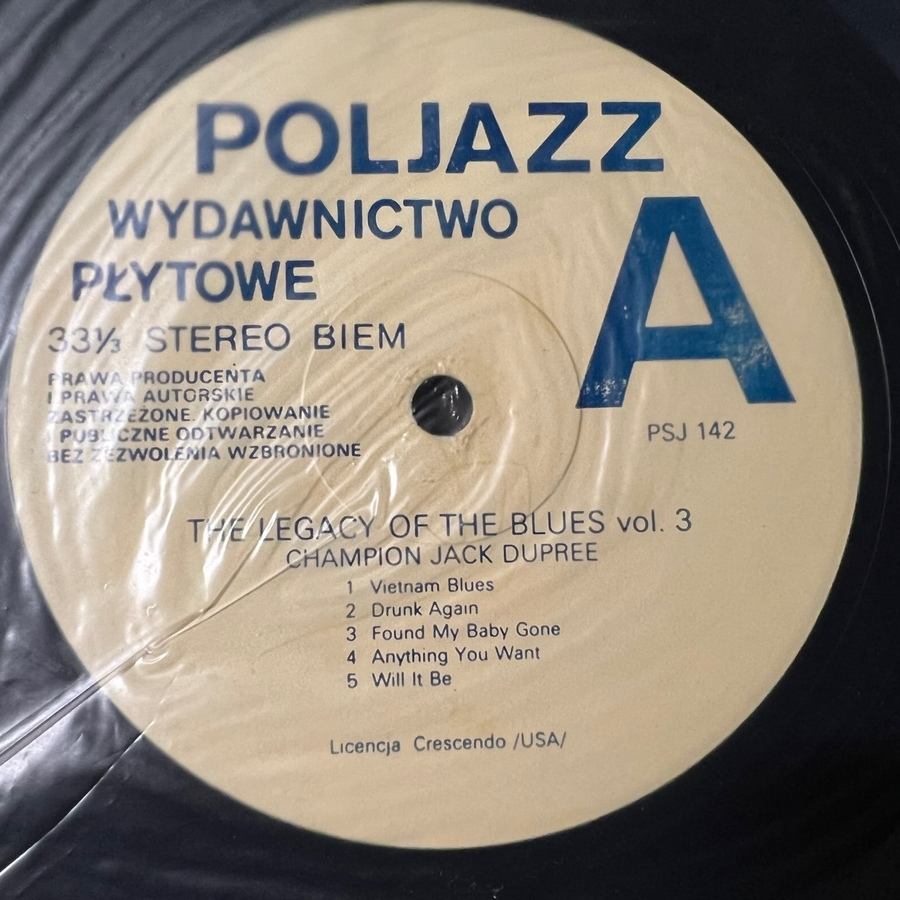 POLJAZZ
WYDAWNICTWO
PŁYTOWE
A
33⅓ STEREO BIEM
PRAWA PRODUCENTA
I PRAWA AUTORSKIE
ZASTRZEŻONE. KOPIOWANIE
I PUBLICZNE ODTWARZANIE
BEZ ZEZWOLENIA WZBRONIONE
PSJ 142
THE LEGACY OF THE BLUES vol. 3
CHAMPION JACK DUPREE
1 Vietnam Blues
2 Drunk Again
3 Found My Baby Gone
4 Anything You Want
5 Will It Be
Licencja Crescendo /USA/